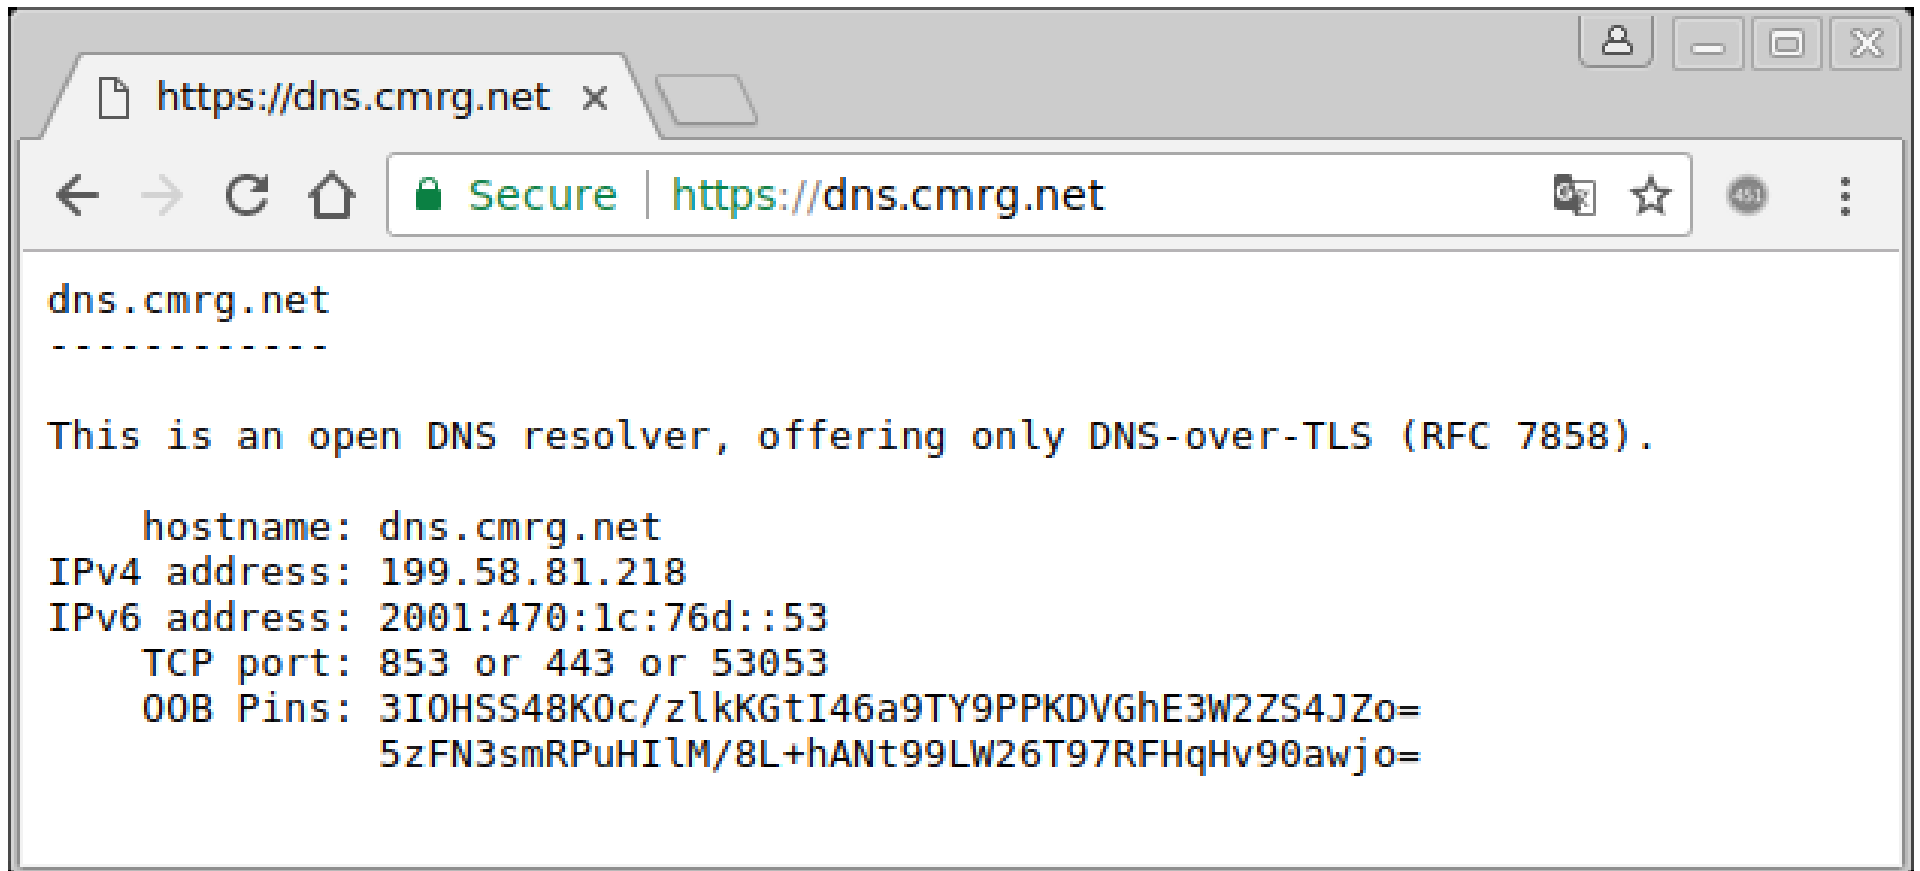 https://dns.cmrg.net
Secure https://dns.cmrg.net
451
dns.cmrg.net
------------
This is an open DNS resolver, offering only DNS-over-TLS (RFC 7858).
hostname: dns.cmrg.net
IPv4 address: 199.58.81.218
IPv6 address: 2001:470:1c:76d::53
TCP port: 853 or 443 or 53053
OOB Pins: 3IOHSS48KOc/zlkKGtI46a9TY9PPKDVGhE3W2ZS4JZo=
5zFN3smRPuHIlM/8L+hANt99LW26T97RFHqHv90awjo=